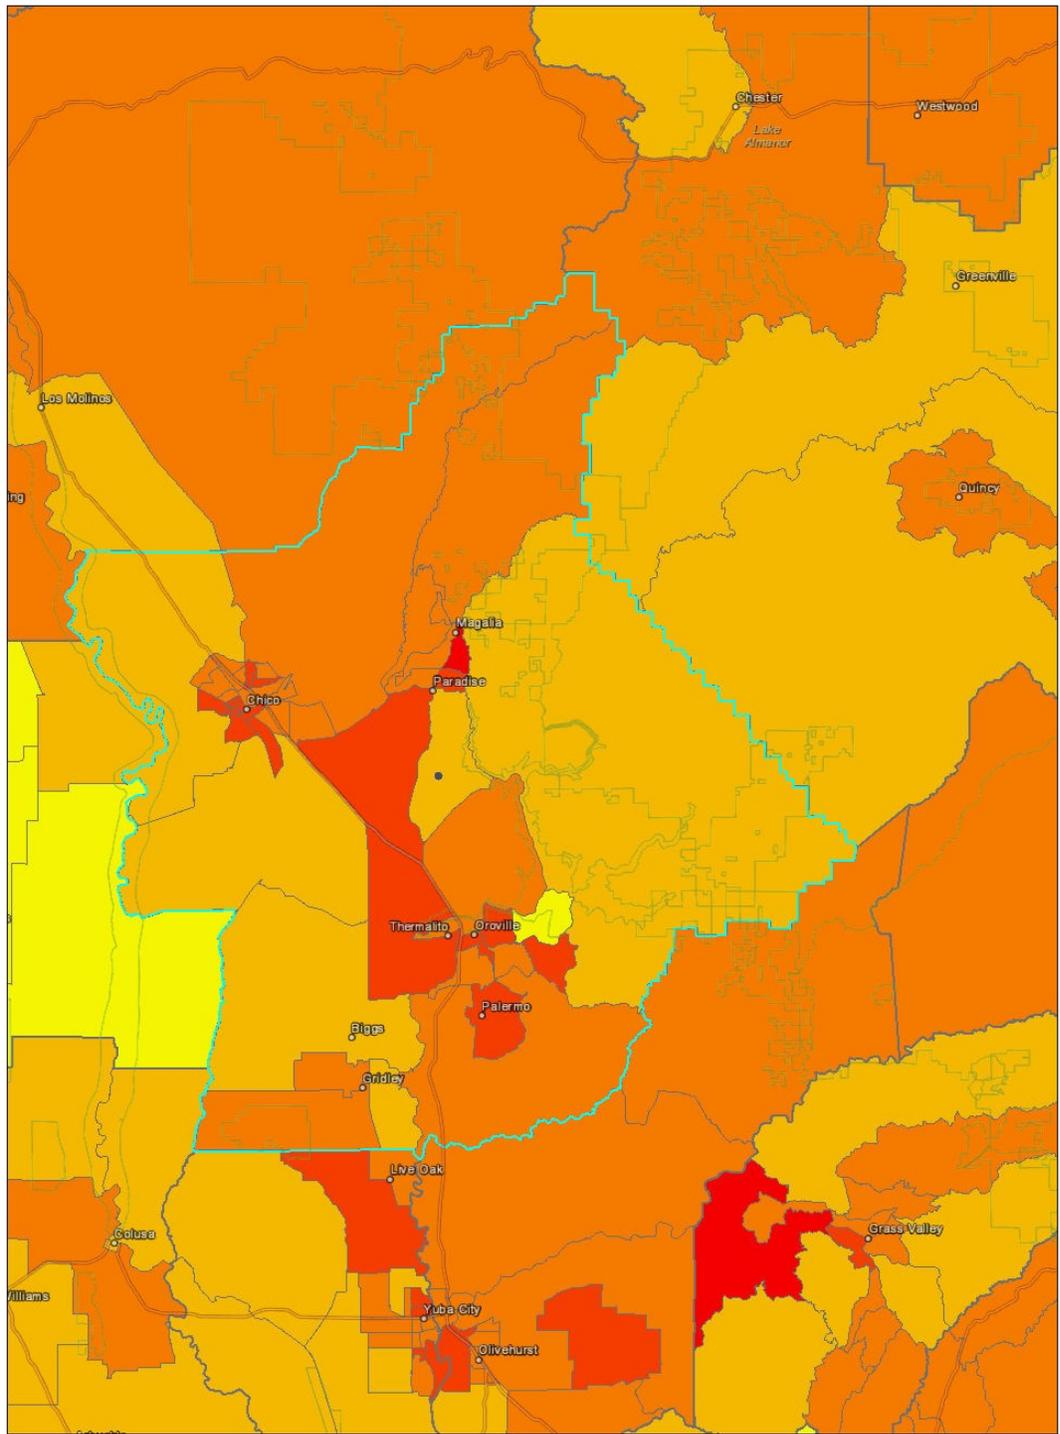 Chester
Westwood
Lake
Almanor
Greenville
Los Molinos
Quincy
ing
Magalia
Paradise
Chico
Thermalito
Oroville
Palermo
Biggs
Gridley
Live Oak
Colusa
Grass Valley
Williams
Yuba City
Olivehurst